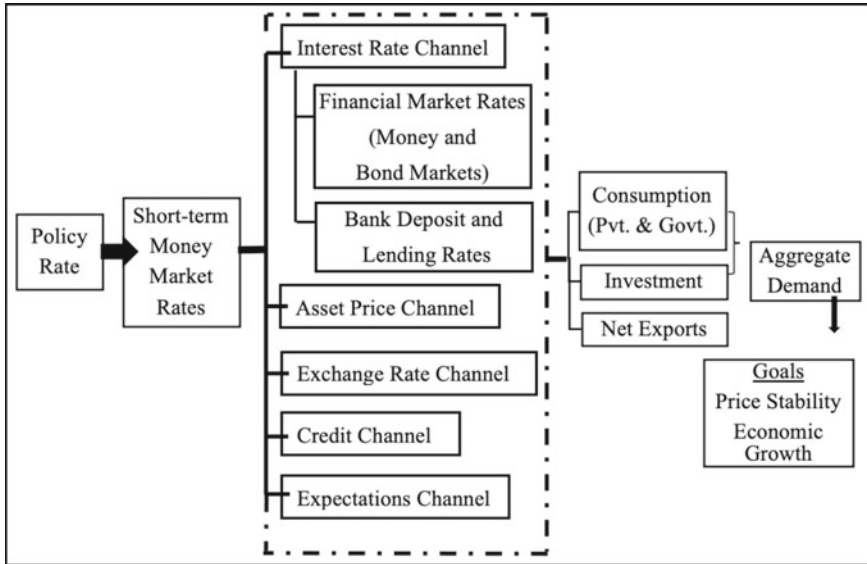 Policy
Rate
Short-term
Money
Market
Rates
Interest Rate Channel
Financial Market Rates
(Money and
Bond Markets)
Bank Deposit and
Lending Rates
Asset Price Channel
Exchange Rate Channel
Credit Channel
Expectations Channel
Consumption
(Pvt. & Govt.)
Investment
Net Exports
Aggregate
Demand
Goals
Price Stability
Economic
Growth